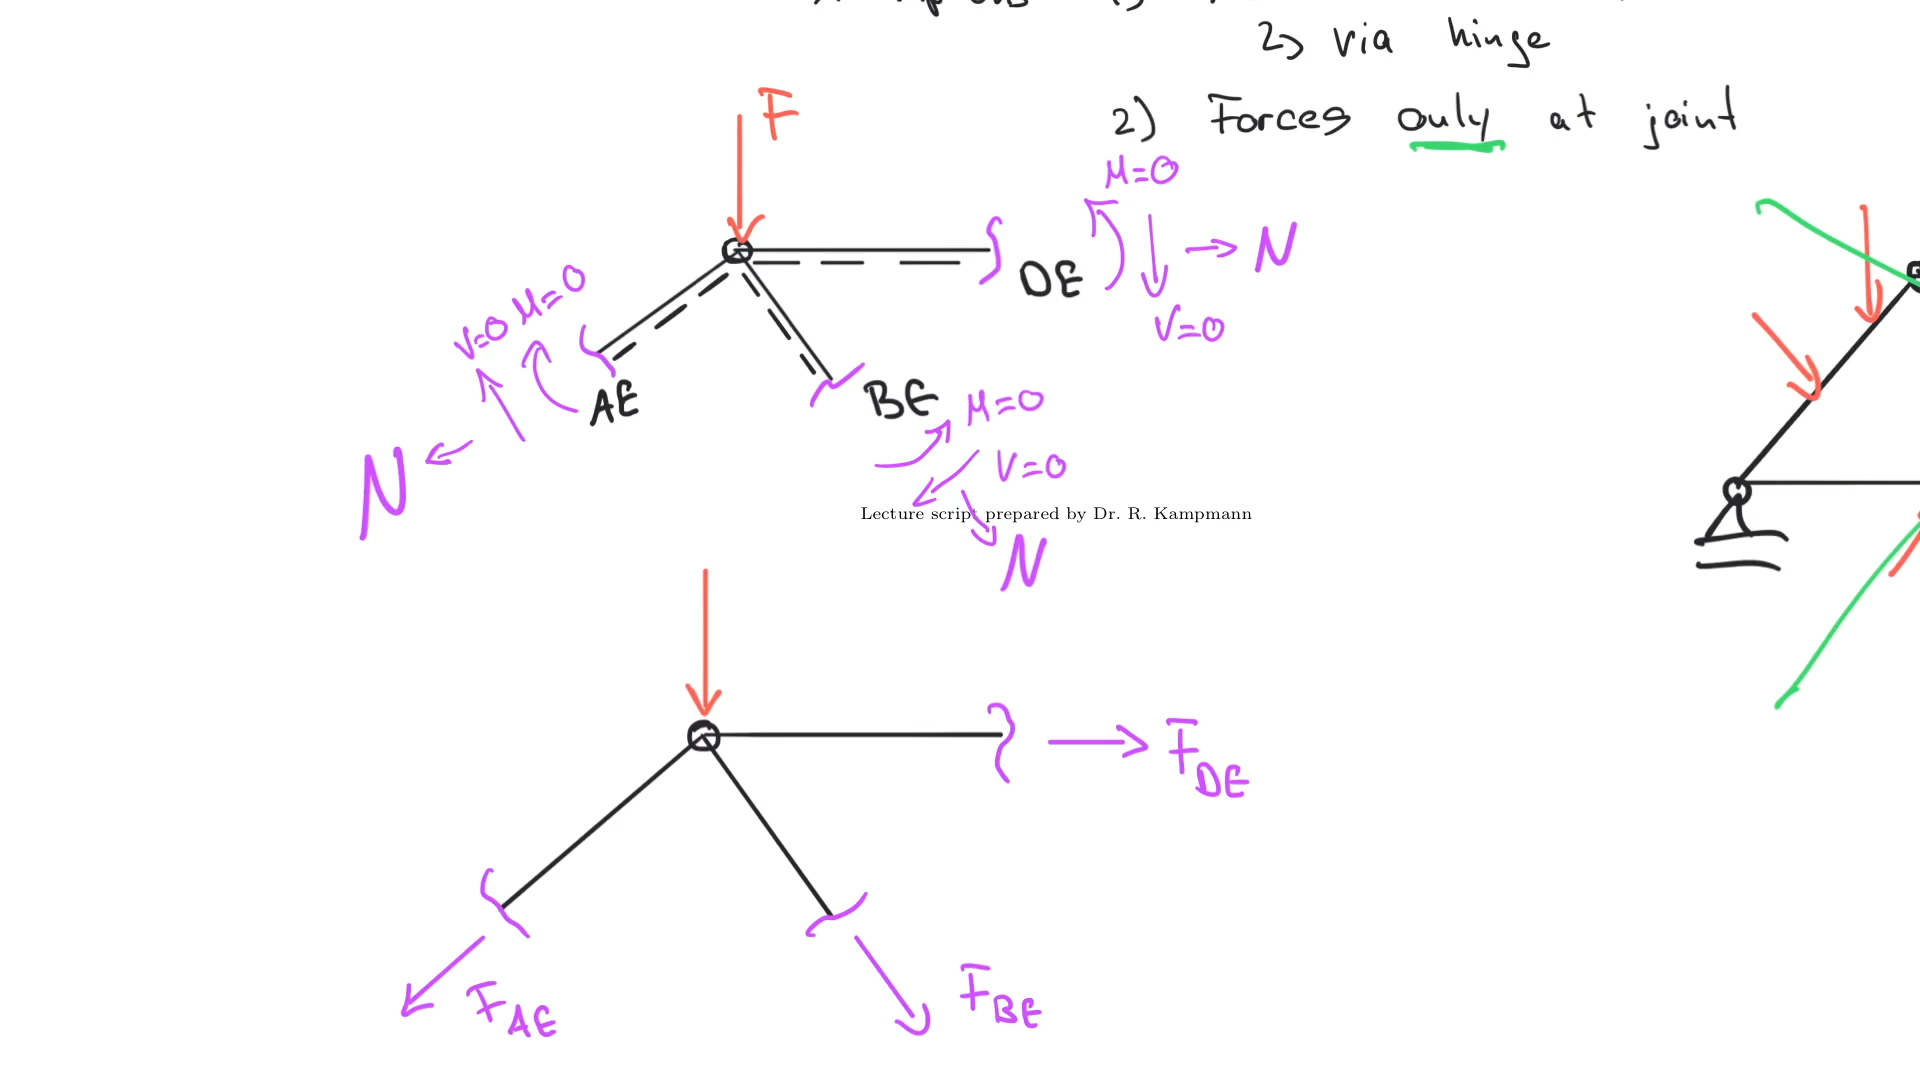 2) via hinge
2) Forces only at joint
F
M=0
N
DE
V=0
V=0 M=0
AE
BE
M=0
V=0
N
Lecture script prepared by Dr. R. Kampmann
N
F_DE
F_AE
F_BE